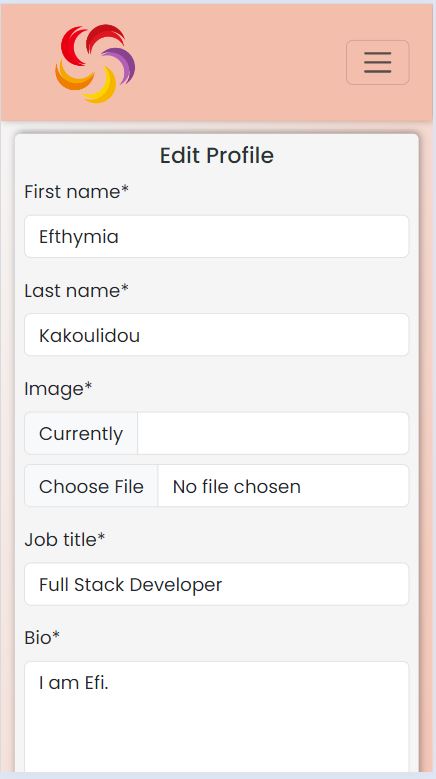 Edit Profile
First name*
Efthymia
Last name*
Kakoulidou
Image*
Currently
Choose File No file chosen
Job title*
Full Stack Developer
Bio*
I am Efi.